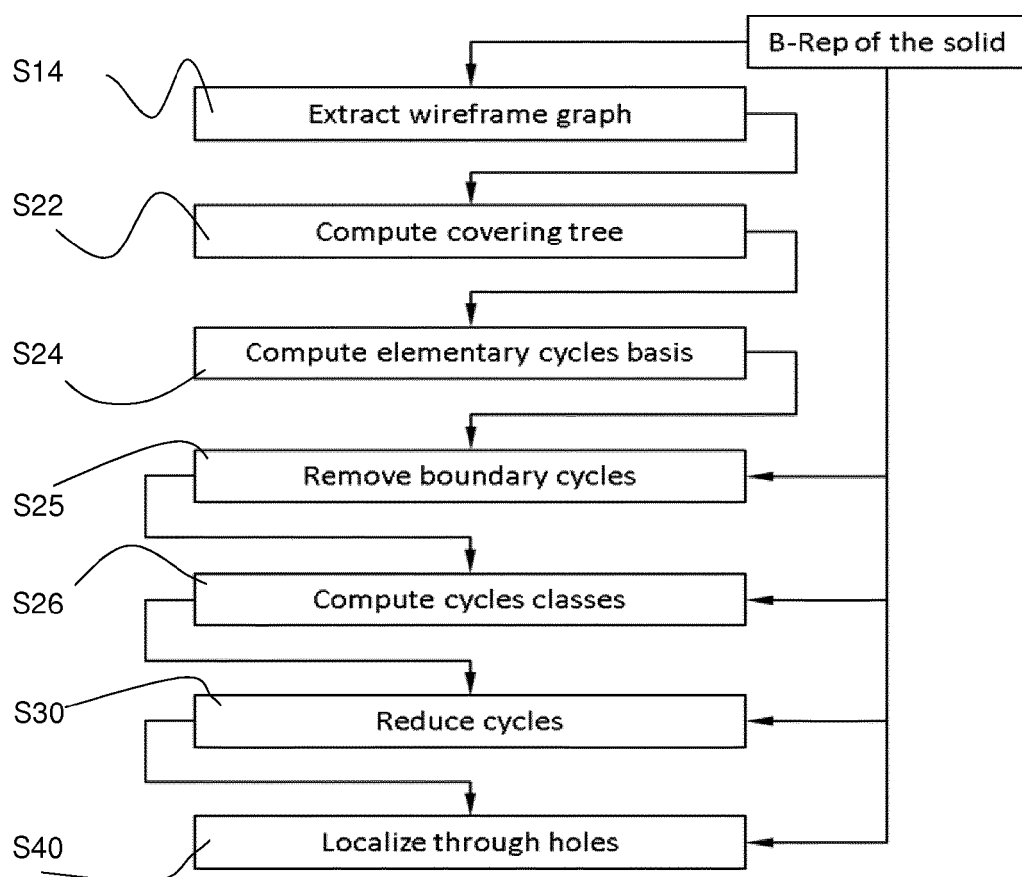 B-Rep of the solid
S14
Extract wireframe graph
S22
Compute covering tree
S24
Compute elementary cycles basis
S25
Remove boundary cycles
S26
Compute cycles classes
S30
Reduce cycles
S40
Localize through holes